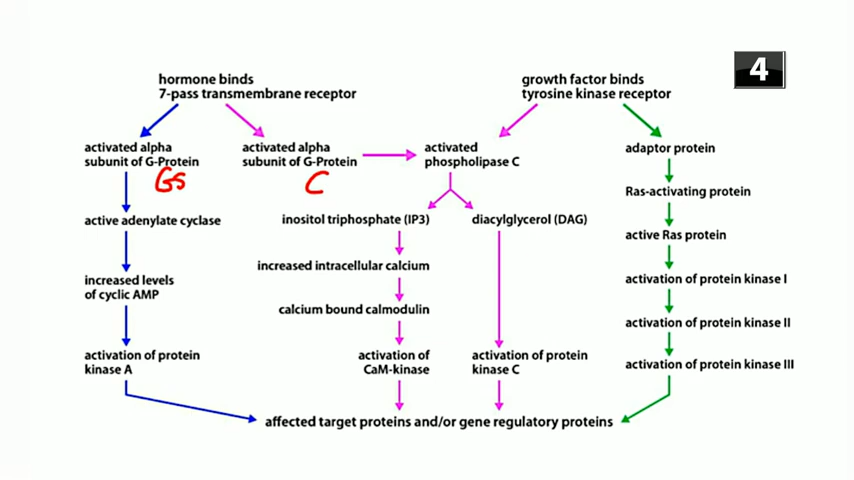 4
hormone binds
7-pass transmembrane receptor
growth factor binds
tyrosine kinase receptor
activated alpha
subunit of G-Protein
Gs
activated alpha
subunit of G-Protein
C
activated
phospholipase C
adaptor protein
Ras-activating protein
active adenylate cyclase
inositol triphosphate (IP3)
diacylglycerol (DAG)
active Ras protein
increased intracellular calcium
increased levels
of cyclic AMP
activation of protein kinase I
calcium bound calmodulin
activation of protein kinase II
activation of protein
kinase A
activation of
CaM-kinase
activation of protein
kinase C
activation of protein kinase III
affected target proteins and/or gene regulatory proteins